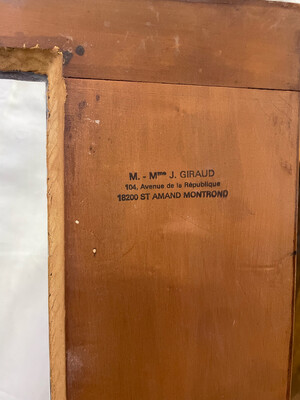 M. - Mme J. GIRAUD
104, Avenue de la République
18200 ST AMAND MONTROND